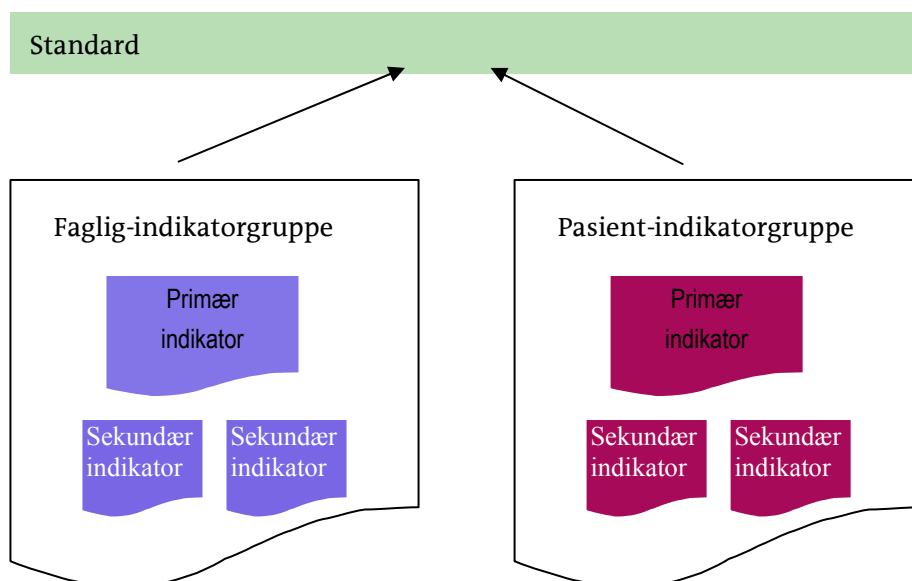 Standard
Faglig-indikatorgruppe
Primær
indikator
Sekundær
indikator
Sekundær
indikator
Pasient-indikatorgruppe
Primær
indikator
Sekundær
indikator
Sekundær
indikator